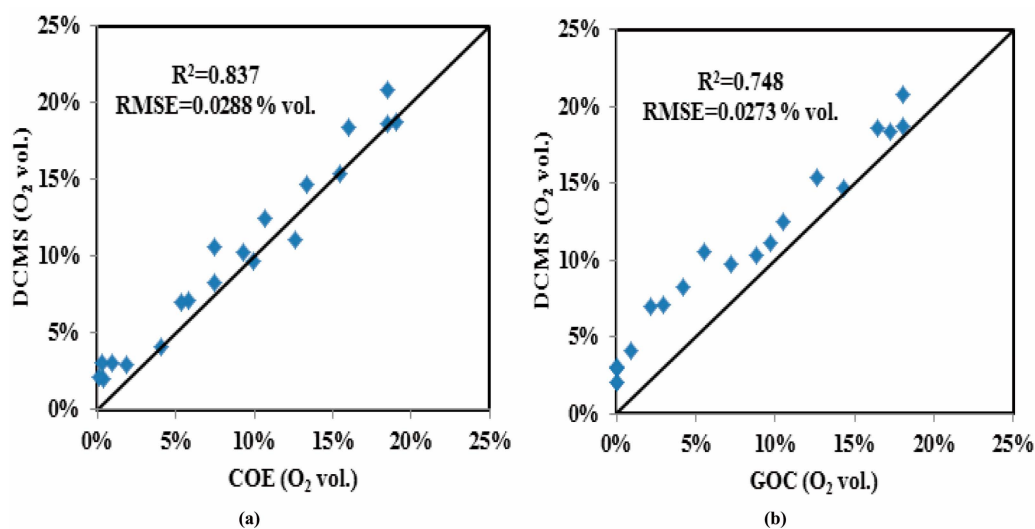 25%
20%
15%
10%
5%
0%
DCMS (O₂ vol.)
R²=0.837
RMSE=0.0288 % vol.
0% 5% 10% 15% 20% 25%
COE (O₂ vol.)
(a)
25%
20%
15%
10%
5%
0%
DCMS (O₂ vol.)
R²=0.748
RMSE=0.0273 % vol.
0% 5% 10% 15% 20% 25%
GOC (O₂ vol.)
(b)